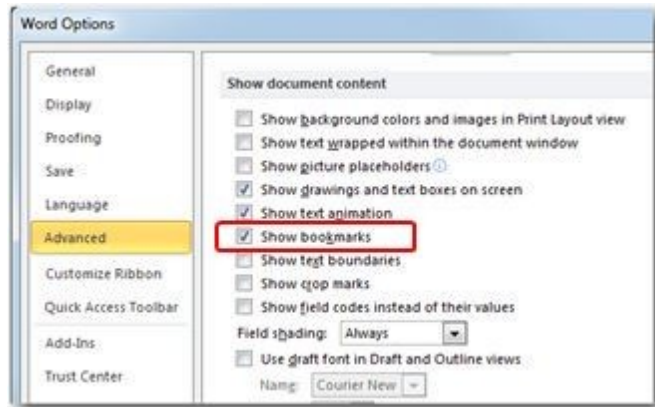 Word Options
General
Display
Proofing
Save
Language
Advanced
Customize Ribbon
Quick Access Toolbar
Add-Ins
Trust Center
Show document content
Show background colors and images in Print Layout view
Show text wrapped within the document window
Show picture placeholders
Show drawings and text boxes on screen
Show text animation
Show bookmarks
Show text boundaries
Show crop marks
Show field codes instead of their values
Field shading: Always
Use draft font in Draft and Outline views
Name: Courier New